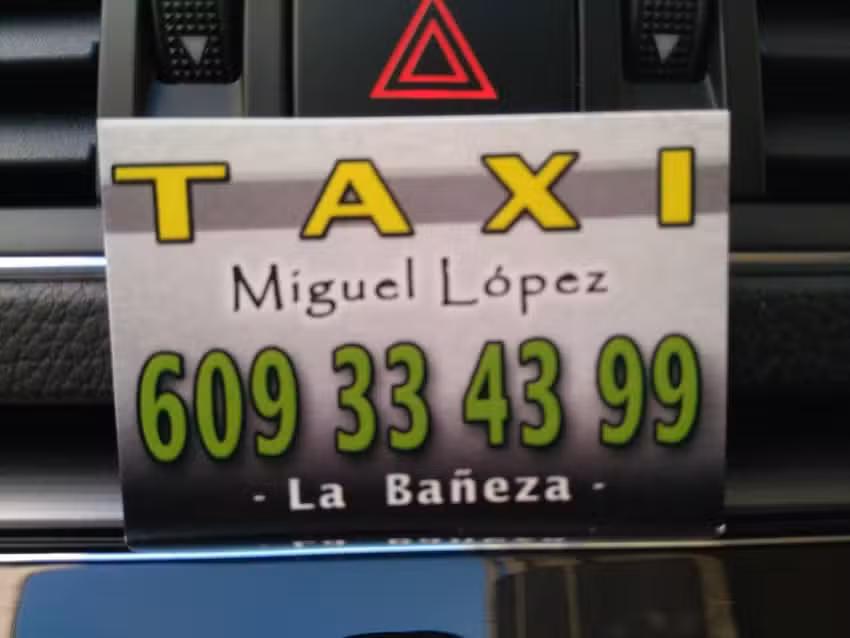 TAXI
Miguel López
609 33 43 99
- La Bañeza -